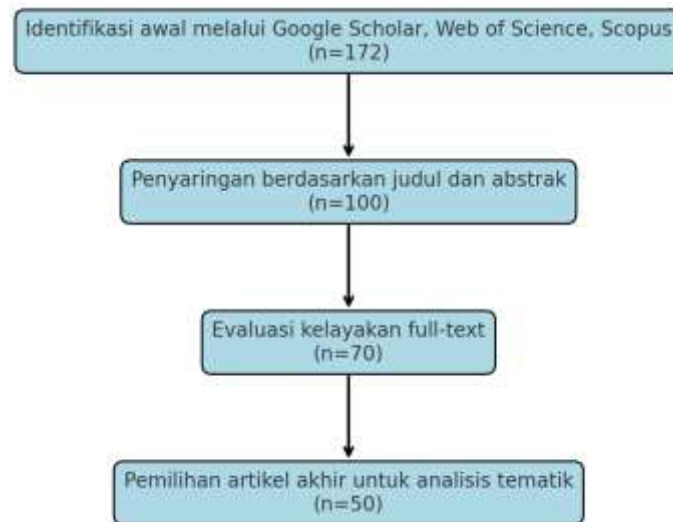 Identifikasi awal melalui Google Scholar, Web of Science, Scopus
(n=172)
Penyaringan berdasarkan judul dan abstrak
(n=100)
Evaluasi kelayakan full-text
(n=70)
Pemilihan artikel akhir untuk analisis tematik
(n=50)